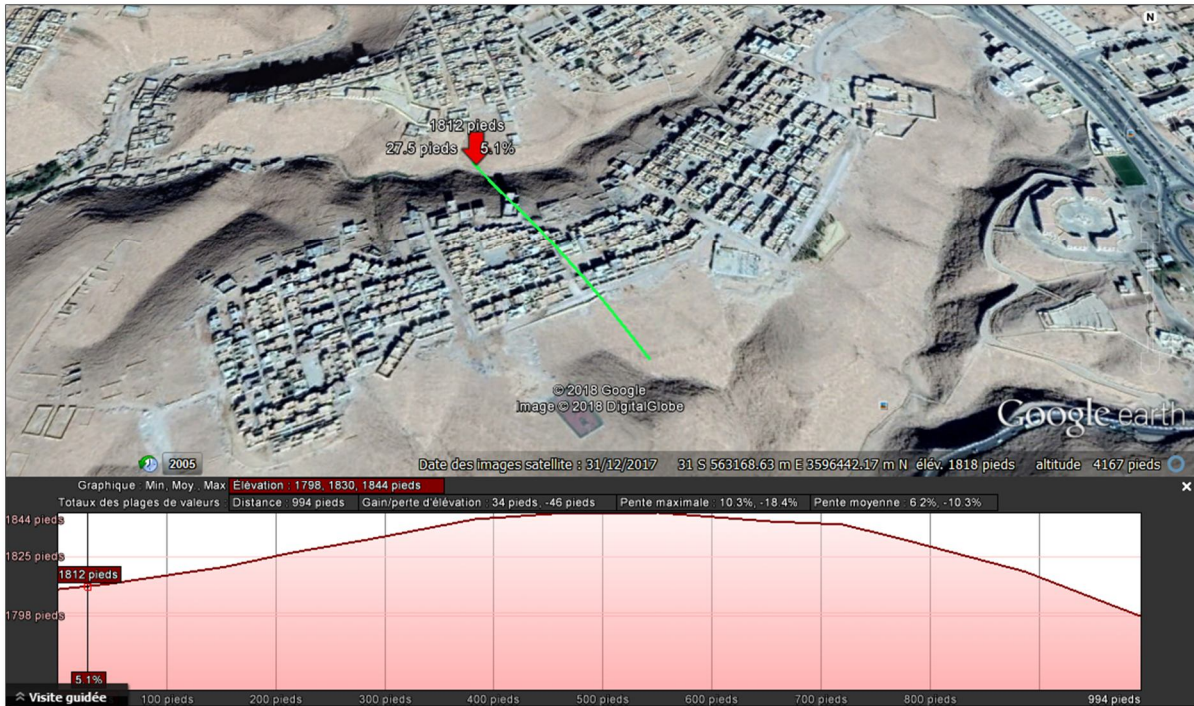 N
1812 pieds
27.5 pieds 5.1%
© 2018 Google
Image © 2018 DigitalGlobe
Google earth
2005
Date des images satellite : 31/12/2017 31 S 563168.63 m E 3596442.17 m N élév. 1818 pieds altitude 4167 pieds
Graphique : Min, Moy., Max Élévation : 1798, 1830, 1844 pieds
Totaux des plages de valeurs Distance : 994 pieds Gain/perte d'élévation : 34 pieds, -46 pieds Pente maximale : 10.3%, -18.4% Pente moyenne : 6.2%, -10.3%
1844 pieds
1825 pieds
1812 pieds
1798 pieds
5.1%
Visite guidée 100 pieds 200 pieds 300 pieds 400 pieds 500 pieds 600 pieds 700 pieds 800 pieds 994 pieds